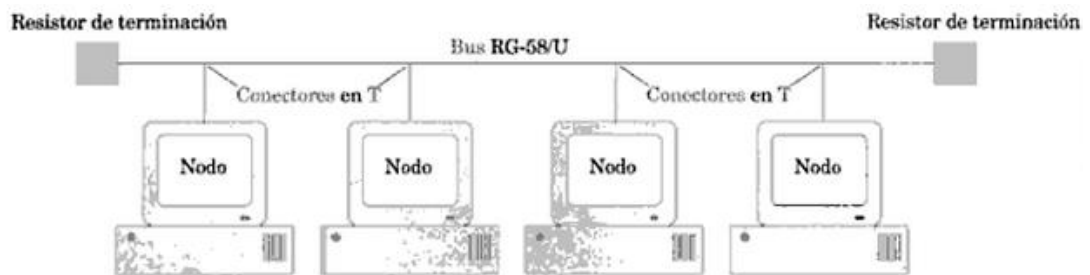 Resistor de terminación
Resistor de terminación
Bus RG-58/U
Conectores en T
Conectores en T
Nodo
Nodo
Nodo
Nodo